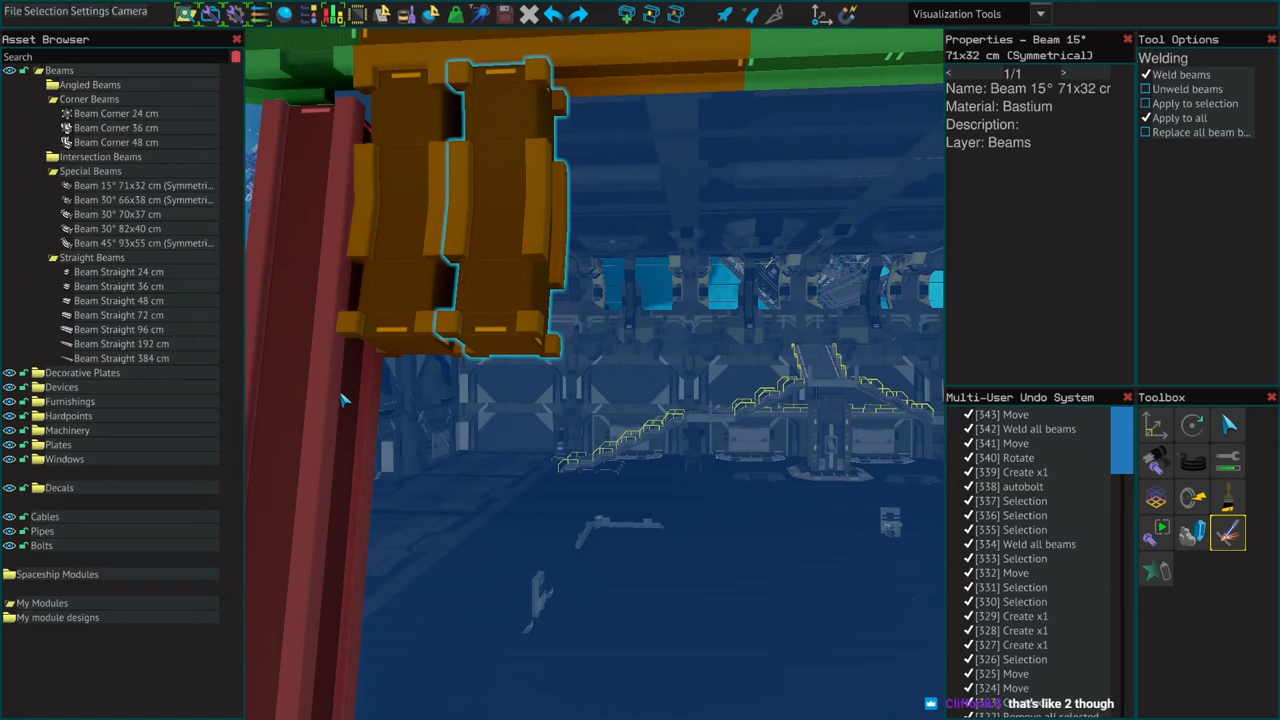 File Selection Settings Camera
Visualization Tools
Asset Browser
Search
Beams
Angled Beams
Corner Beams
Beam Corner 24 cm
Beam Corner 36 cm
Beam Corner 48 cm
Intersection Beams
Special Beams
Beam 15° 71x32 cm (Symmetri...
Beam 30° 66x38 cm (Symmetri...
Beam 30° 70x37 cm
Beam 30° 82x40 cm
Beam 45° 93x55 cm (Symmetri...
Straight Beams
Beam Straight 24 cm
Beam Straight 36 cm
Beam Straight 48 cm
Beam Straight 72 cm
Beam Straight 96 cm
Beam Straight 192 cm
Beam Straight 384 cm
Decorative Plates
Devices
Furnishings
Hardpoints
Machinery
Plates
Windows
Decals
Cables
Pipes
Bolts
Spaceship Modules
My Modules
My module designs
Properties - Beam 15°
71x32 cm (Symmetrical)
< 1/1 >
Name: Beam 15° 71x32 cr
Material: Bastium
Description:
Layer: Beams
Tool Options
Welding
Weld beams
Unweld beams
Apply to selection
Apply to all
Replace all beam b...
Multi-User Undo System
[343] Move
[342] Weld all beams
[341] Move
[340] Rotate
[339] Create x1
[338] autobolt
[337] Selection
[336] Selection
[335] Selection
[334] Weld all beams
[333] Selection
[332] Move
[331] Selection
[330] Selection
[329] Create x1
[328] Create x1
[327] Create x1
[326] Selection
[325] Move
[324] Move
Toolbox
that's like 2 though